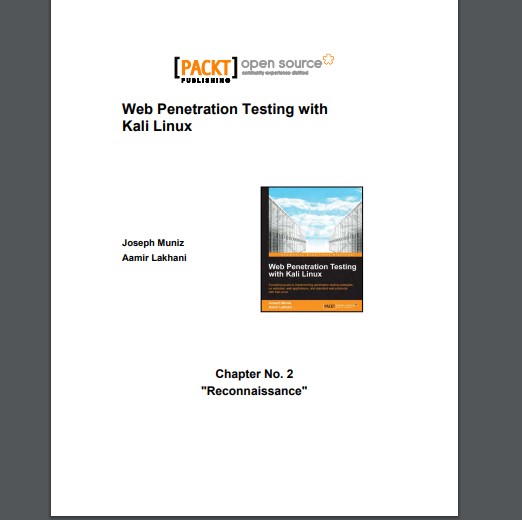 [PACKT] open source
PUBLISHING community experience distilled
Web Penetration Testing with
Kali Linux
Joseph Muniz
Aamir Lakhani
Web Penetration Testing
with Kali Linux
Joseph Muniz
Aamir Lakhani
PACKT
Chapter No. 2
"Reconnaissance"